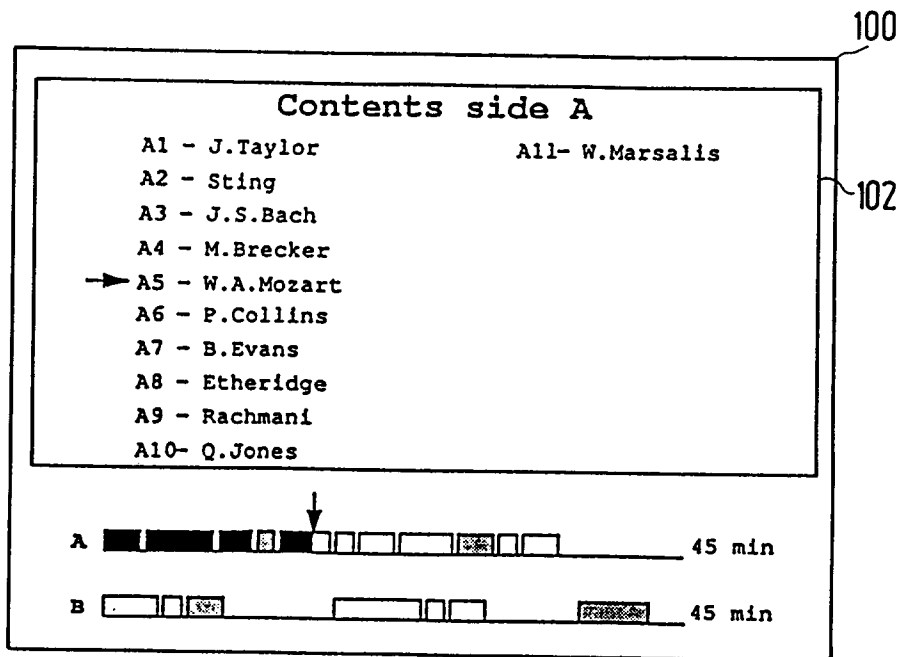 100
Contents side A
A1 - J.Taylor
A2 - Sting
A3 - J.S.Bach
A4 - M.Brecker
A5 - W.A.Mozart
A6 - P.Collins
A7 - B.Evans
A8 - Etheridge
A9 - Rachmani
A10- Q.Jones
A11- W.Marsalis
102
A 45 min
B 45 min